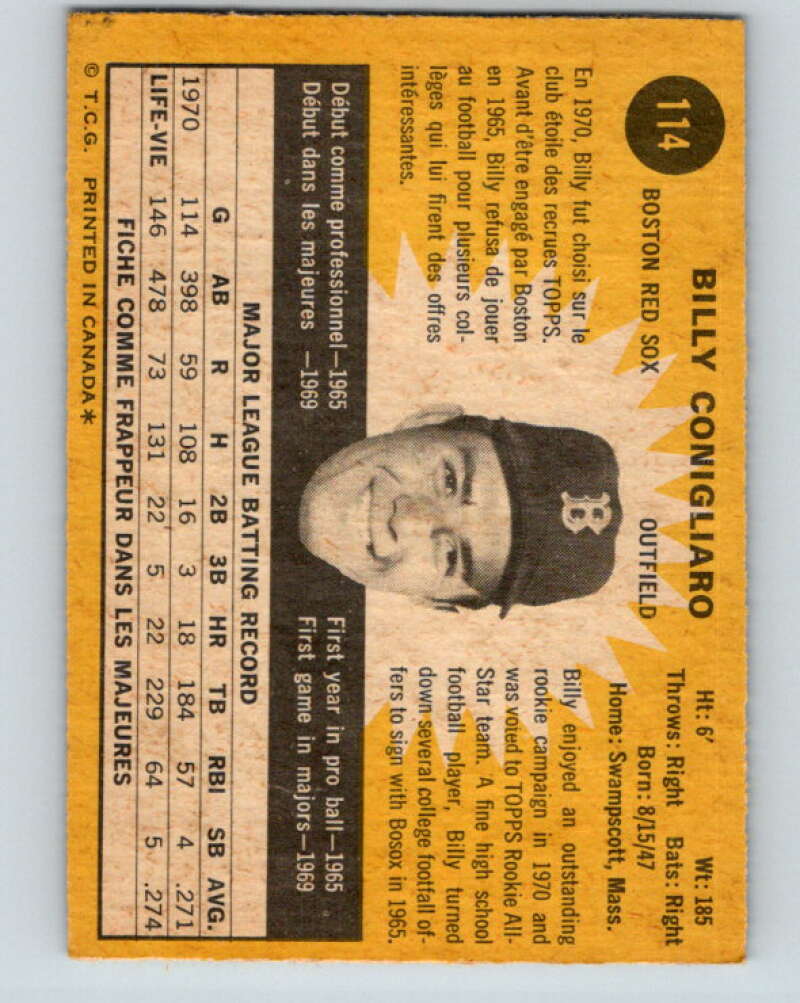 114
BILLY CONIGLIARO
BOSTON RED SOX
OUTFIELD
Ht: 6' Wt: 185
Throws: Right Bats: Right
Born: 8/15/47
Home: Swampscott, Mass.
En 1970, Billy fut choisi sur le
club étoile des recrues TOPPS.
Avant d'être engagé par Boston
en 1965, Billy refusa de jouer
au football pour plusieurs col-
lèges qui lui firent des offres
intéressantes.
B
Billy enjoyed an outstanding
rookie campaign in 1970 and
was voted to TOPPS Rookie All-
Star team. A fine high school
football player, Billy turned
down several college footfall of-
fers to sign with Bosox in 1965.
Début comme professionnel—1965
Début dans les majeures —1969
First year in pro ball—1965
First game in majors—1969
MAJOR LEAGUE BATTING RECORD
G AB R H 2B 3B HR TB RBI SB AVG.
1970 114 398 59 108 16 3 18 184 57 4 .271
LIFE-VIE 146 478 73 131 22 5 22 229 64 5 .274
FICHE COMME FRAPPEUR DANS LES MAJEURES
© T.C.G. PRINTED IN CANADA*